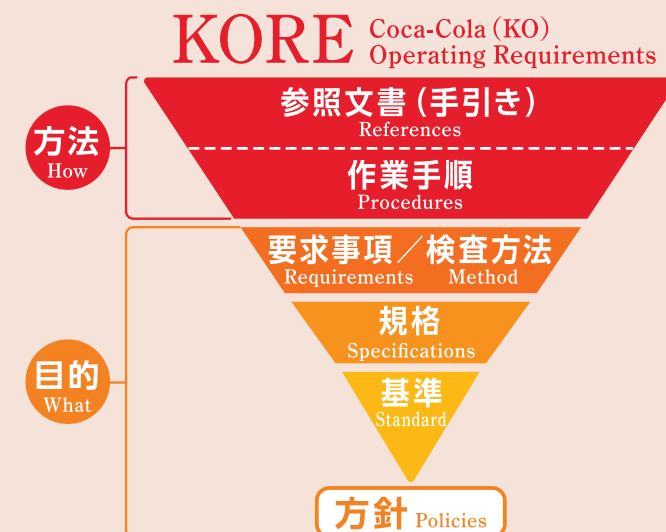 KORE Coca-Cola (KO)
Operating Requirements
参照文書(手引き)
References
方法
How
作業手順
Procedures
要求事項/検査方法
Requirements Method
規格
Specifications
目的
What
基準
Standard
方針 Policies